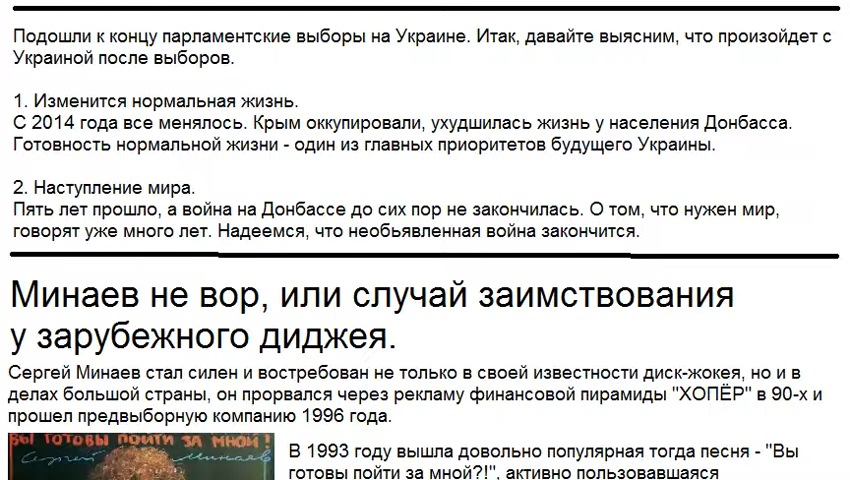 Подошли к концу парламентские выборы на Украине. Итак, давайте выясним, что произойдет с
Украиной после выборов.
1. Изменится нормальная жизнь.
С 2014 года все менялось. Крым оккупировали, ухудшилась жизнь у населения Донбасса.
Готовность нормальной жизни - один из главных приоритетов будущего Украины.
2. Наступление мира.
Пять лет прошло, а война на Донбассе до сих пор не закончилась. О том, что нужен мир,
говорят уже много лет. Надеемся, что необьявленная война закончится.
Минаев не вор, или случай заимствования
у зарубежного диджея.
Сергей Минаев стал силен и востребован не только в своей известности диск-жокея, но и в
делах большой страны, он прорвался через рекламу финансовой пирамиды "ХОПЁР" в 90-х и
прошел предвыборную компанию 1996 года.
ВЫ ГОТОВЫ ПОЙТИ ЗА МНОЙ?!
Сергей Минаев
В 1993 году вышла довольно популярная тогда песня - "Вы
готовы пойти за мной?!", активно пользовавшаяся